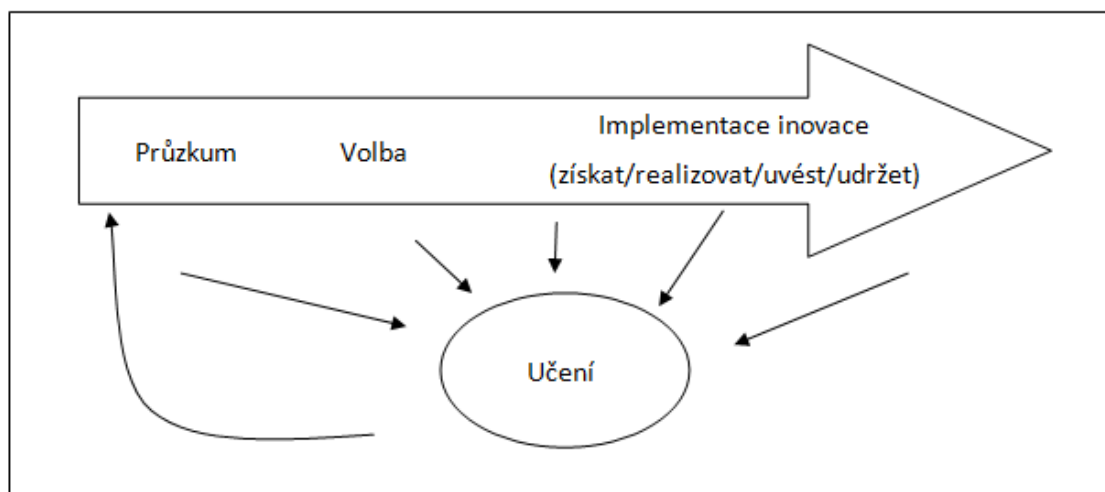 Průzkum
Volba
Implementace inovace
(získat/realizovat/uvést/udržet)
Učení